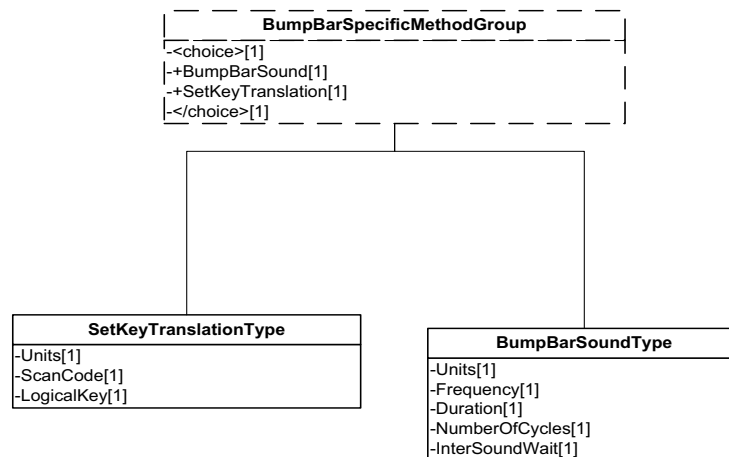 BumpBarSpecificMethodGroup
-<choice>[1]
-+BumpBarSound[1]
-+SetKeyTranslation[1]
-</choice>[1]
SetKeyTranslationType
-Units[1]
-ScanCode[1]
-LogicalKey[1]
BumpBarSoundType
-Units[1]
-Frequency[1]
-Duration[1]
-NumberOfCycles[1]
-InterSoundWait[1]